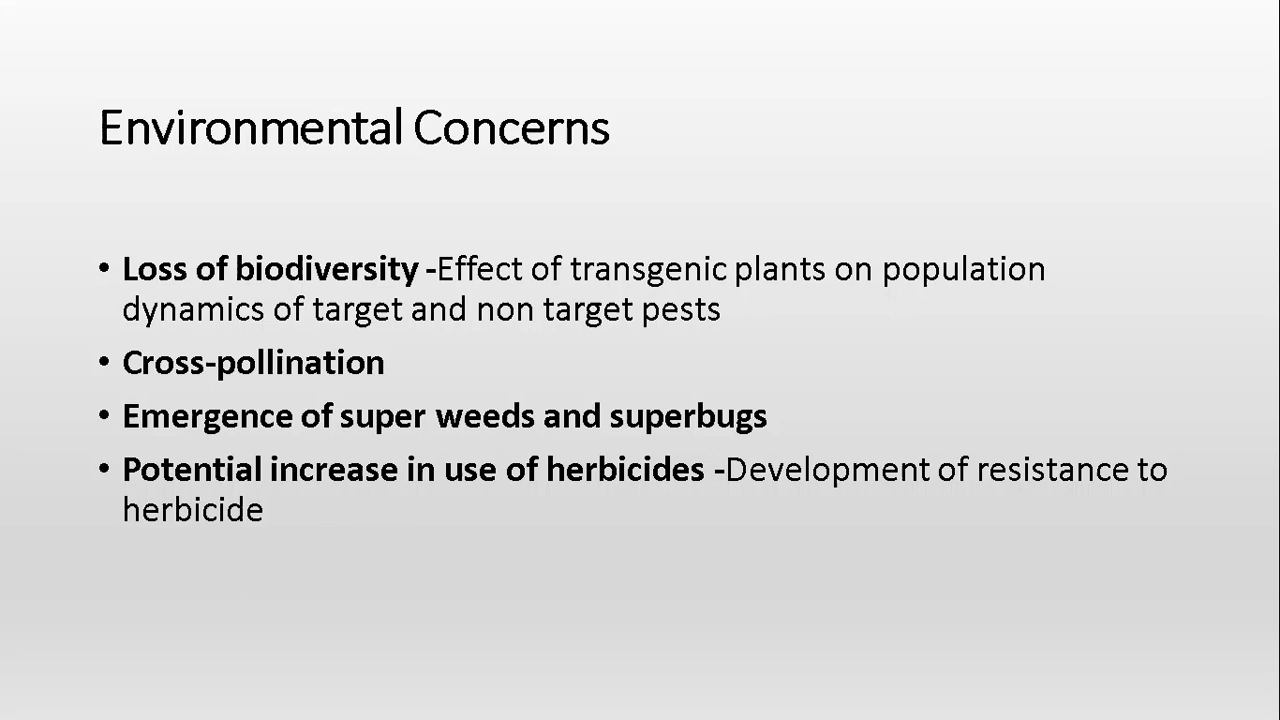 Environmental Concerns
• Loss of biodiversity -Effect of transgenic plants on population
dynamics of target and non target pests
• Cross-pollination
• Emergence of super weeds and superbugs
• Potential increase in use of herbicides -Development of resistance to
herbicide